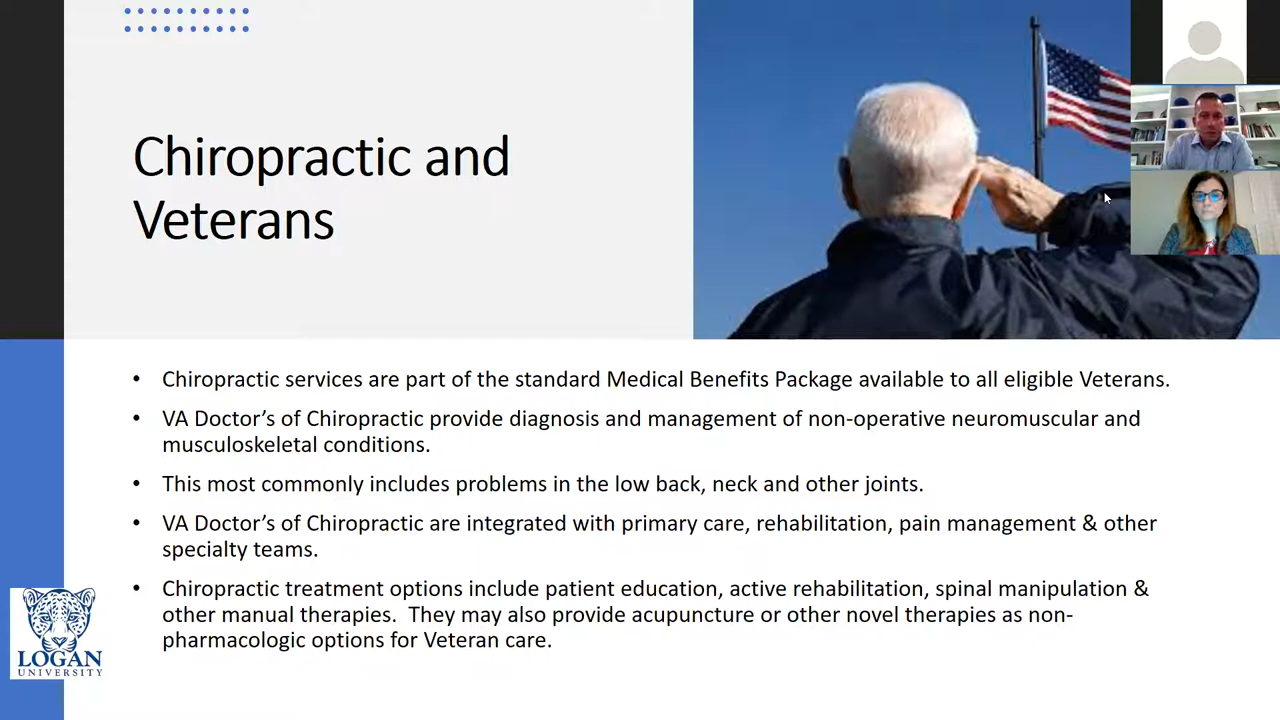 Chiropractic and
Veterans
• Chiropractic services are part of the standard Medical Benefits Package available to all eligible Veterans.
• VA Doctor's of Chiropractic provide diagnosis and management of non-operative neuromuscular and
musculoskeletal conditions.
• This most commonly includes problems in the low back, neck and other joints.
• VA Doctor's of Chiropractic are integrated with primary care, rehabilitation, pain management & other
specialty teams.
• Chiropractic treatment options include patient education, active rehabilitation, spinal manipulation &
other manual therapies.  They may also provide acupuncture or other novel therapies as non-
pharmacologic options for Veteran care.
LOGAN
UNIVERSITY